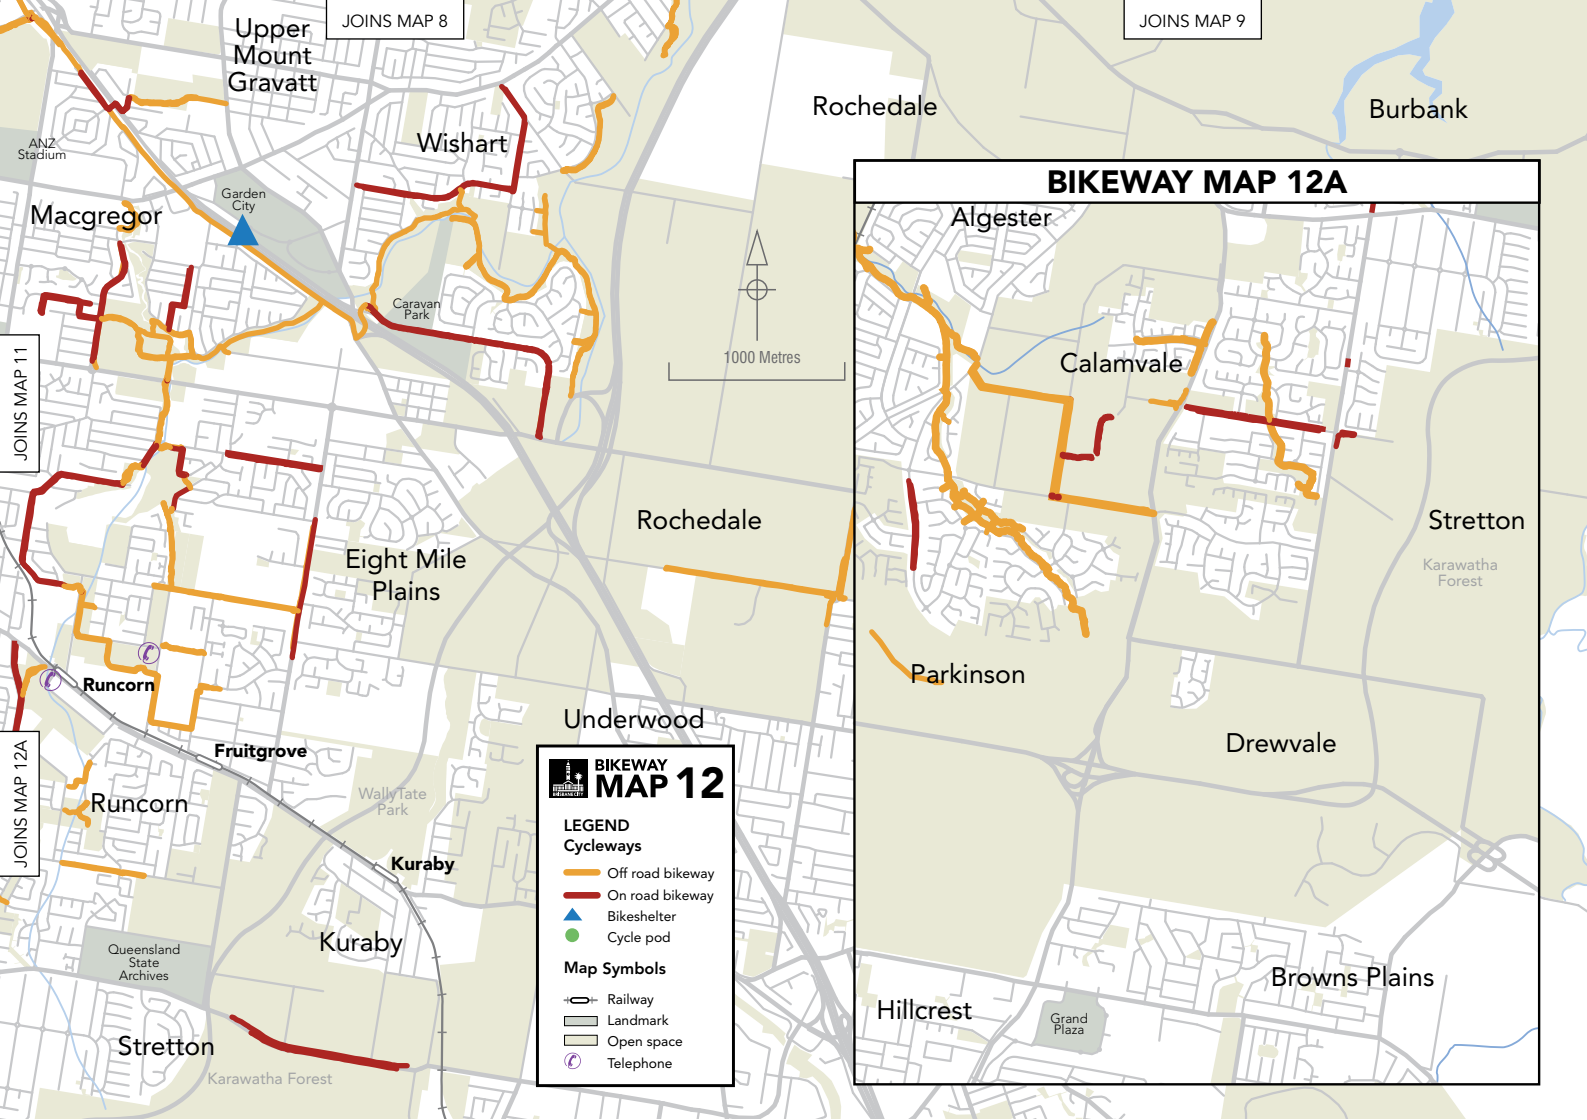 JOINS MAP 8
JOINS MAP 9
Upper
Mount
Gravatt
Rochedale
Burbank
ANZ
Stadium
Wishart
Garden
City
Macgregor
Caravan
Park
1000 Metres
JOINS MAP 11
Rochedale
Eight Mile
Plains
Runcorn
Underwood
Fruitgrove
JOINS MAP 12A
Runcorn
WallyTate
Park
Kuraby
Kuraby
Queensland
State
Archives
Stretton
Karawatha Forest
BIKEWAY
MAP 12
BRISBANE CITY
LEGEND
Cycleways
Off road bikeway
On road bikeway
Bikeshelter
Cycle pod
Map Symbols
Railway
Landmark
Open space
Telephone
BIKEWAY MAP 12A
Algester
Calamvale
Stretton
Karawatha
Forest
Parkinson
Drewvale
Browns Plains
Hillcrest
Grand
Plaza